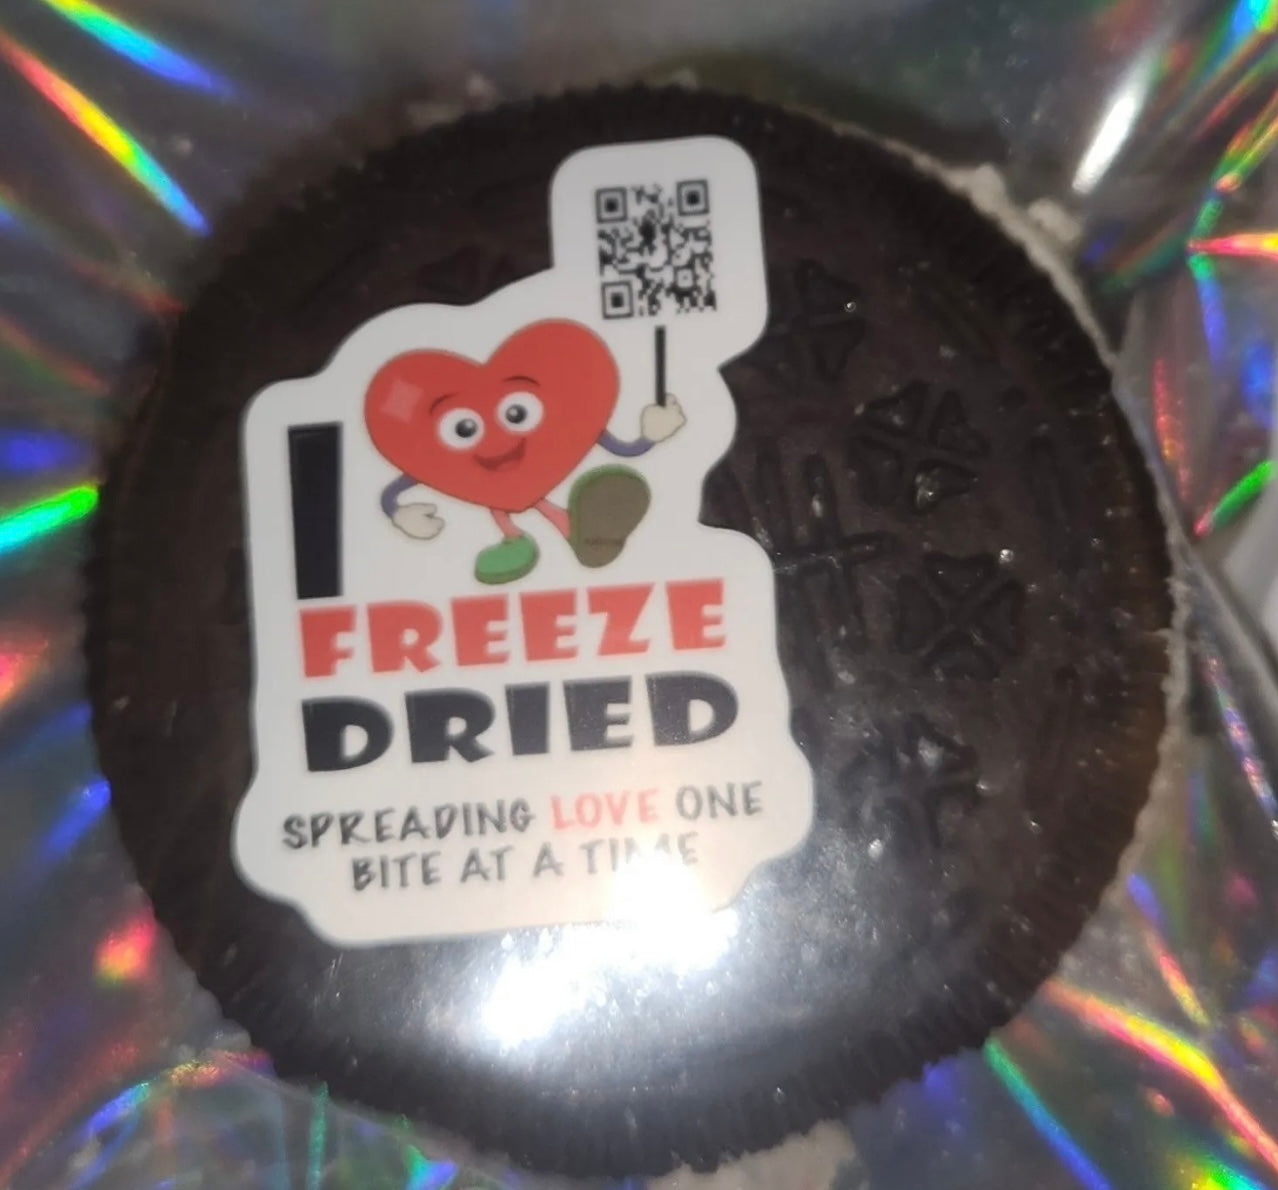 I
FREEZE
DRIED
SPREADING LOVE ONE
BITE AT A TIME